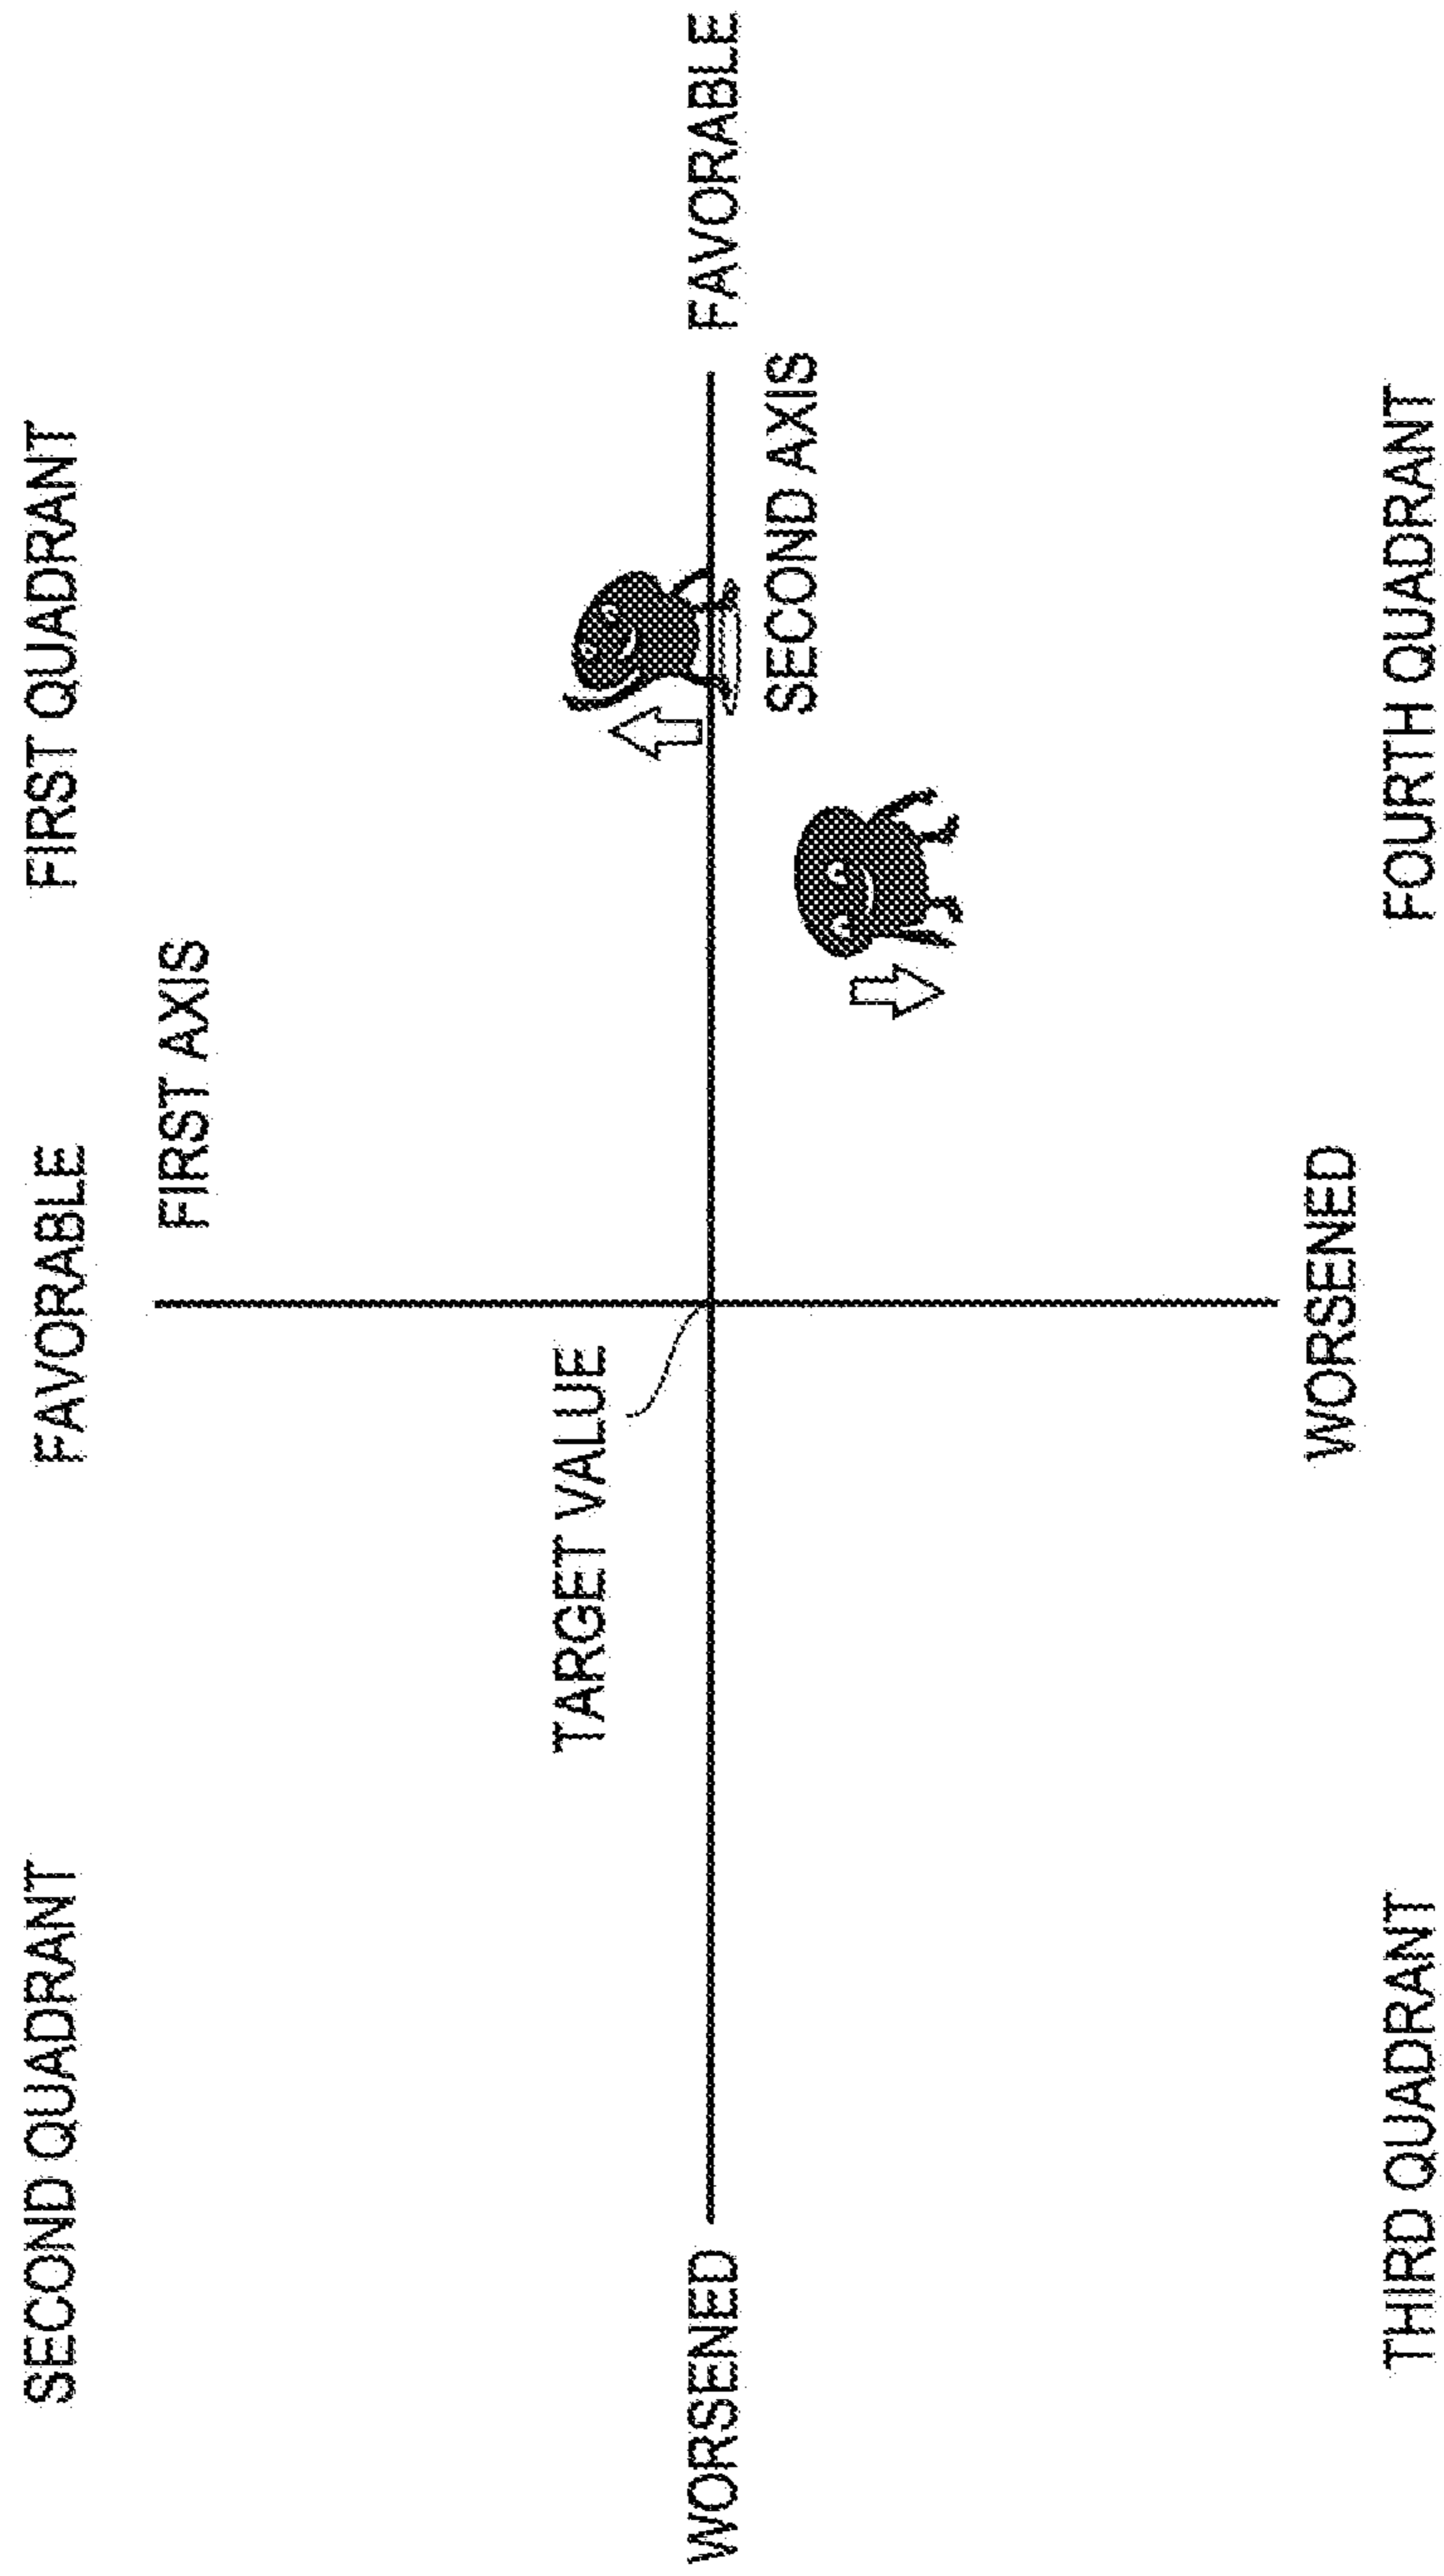 SECOND QUADRANT
FAVORABLE
FIRST QUADRANT
FIRST AXIS
TARGET VALUE
WORSENED
FAVORABLE
SECOND AXIS
WORSENED
THIRD QUADRANT
FOURTH QUADRANT